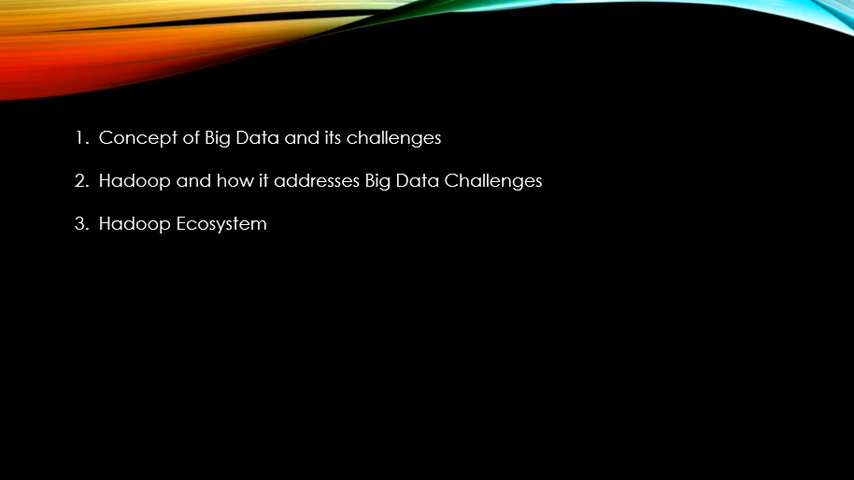 1. Concept of Big Data and its challenges
2. Hadoop and how it addresses Big Data Challenges
3. Hadoop Ecosystem